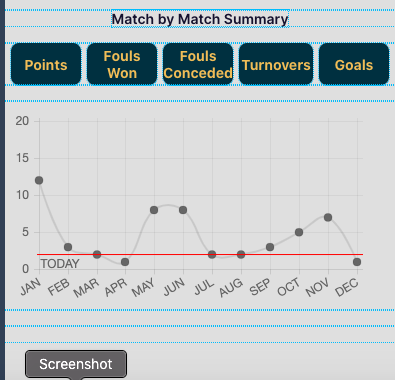 Match by Match Summary
Points
Fouls Won
Fouls Conceded
Turnovers
Goals
20
15
10
5
0
TODAY
JAN FEB MAR APR MAY JUN JUL AUG SEP OCT NOV DEC
Screenshot